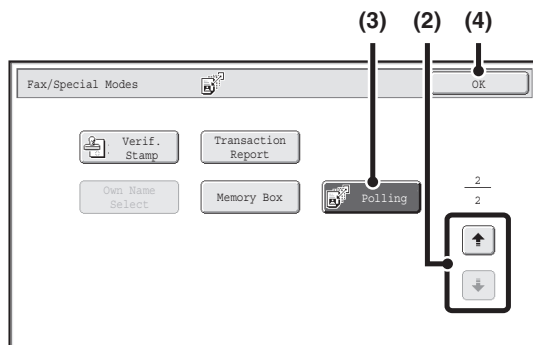 (3) (2) (4)
Fax/Special Modes OK
Verif.
Stamp
Transaction
Report
Own Name
Select
Memory Box
Polling
2
2